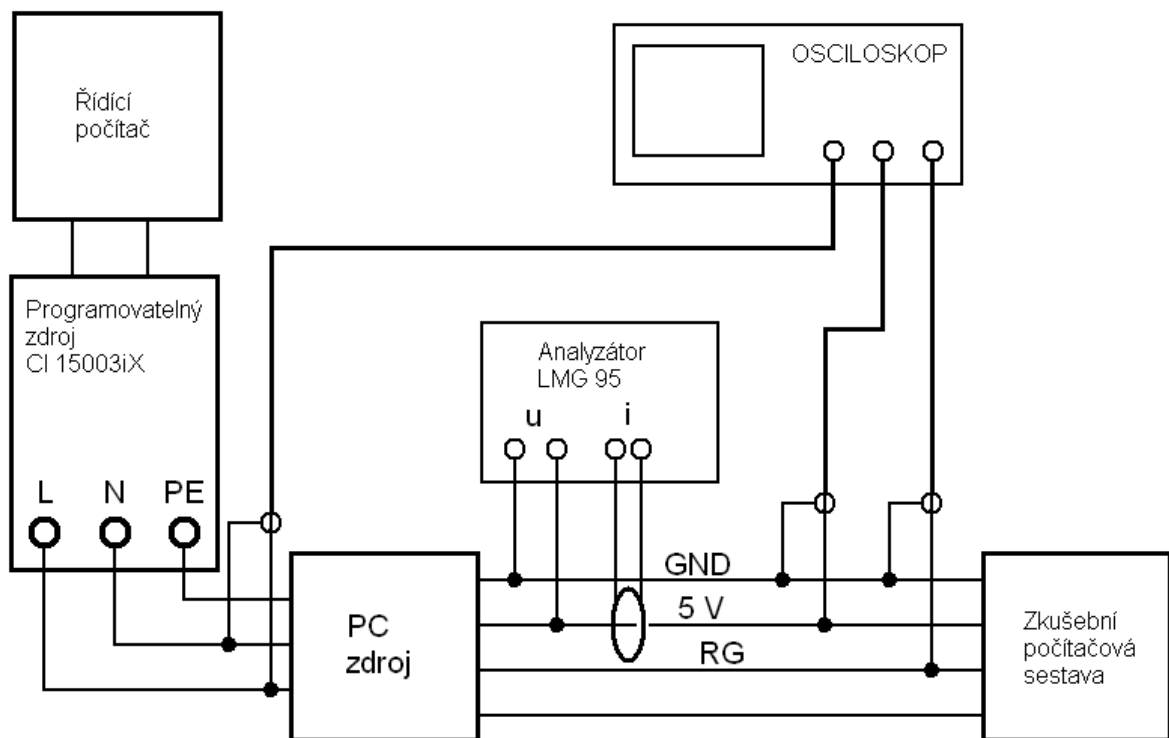 Řídící
počítač
OSCILOSKOP
Programovatelný
zdroj
CI 15003iX
L N PE
Analyzátor
LMG 95
u i
PC
zdroj
GND
5 V
RG
Zkušební
počítačová
sestava